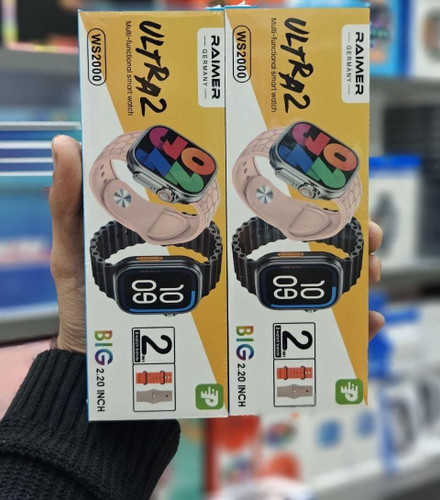 RAIMER
GERMANY
ULTRA2
Multi-functional smart watch
WS2000
BIG 2.20 INCH
2
RAIMER
GERMANY
ULTRA2
Multi-functional smart watch
WS2000
BIG 2.20 INCH
2
10
09
10
09